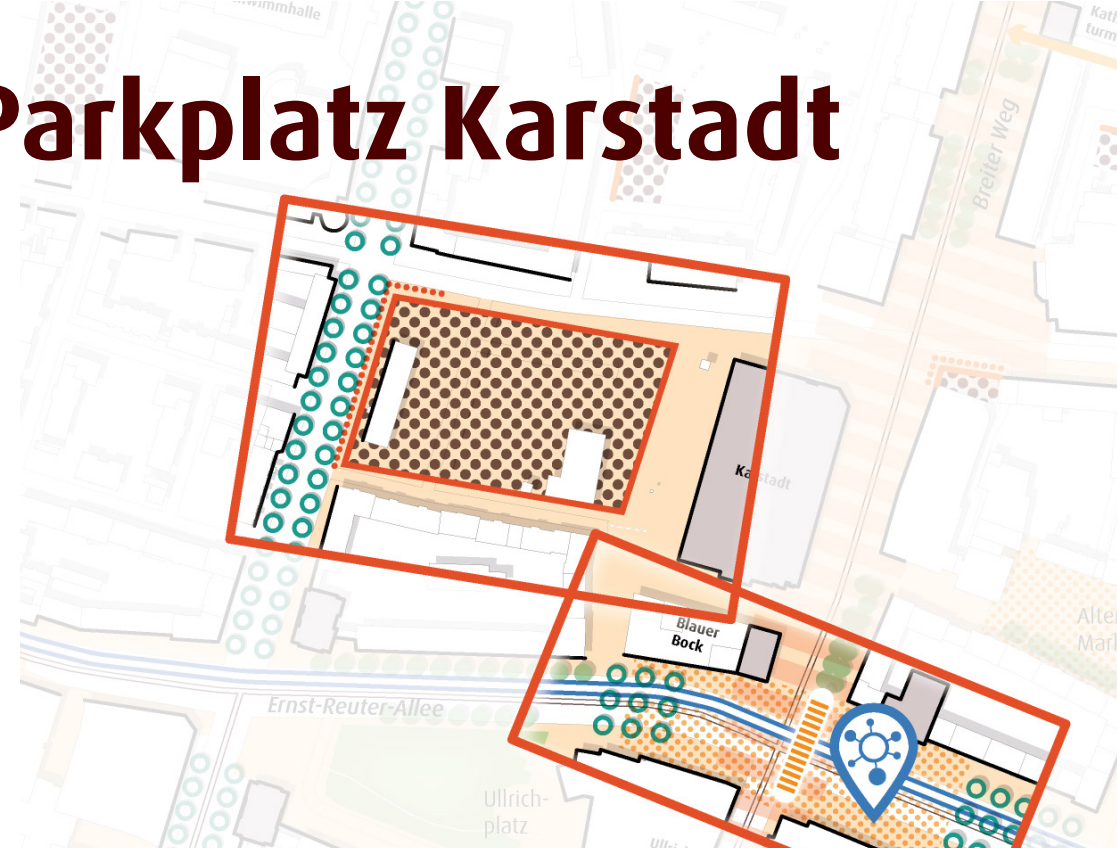 Parkplatz Karstadt
Breiter Weg
Karstadt
Blauer
Bock
Ernst-Reuter-Allee
Ullrich-
platz